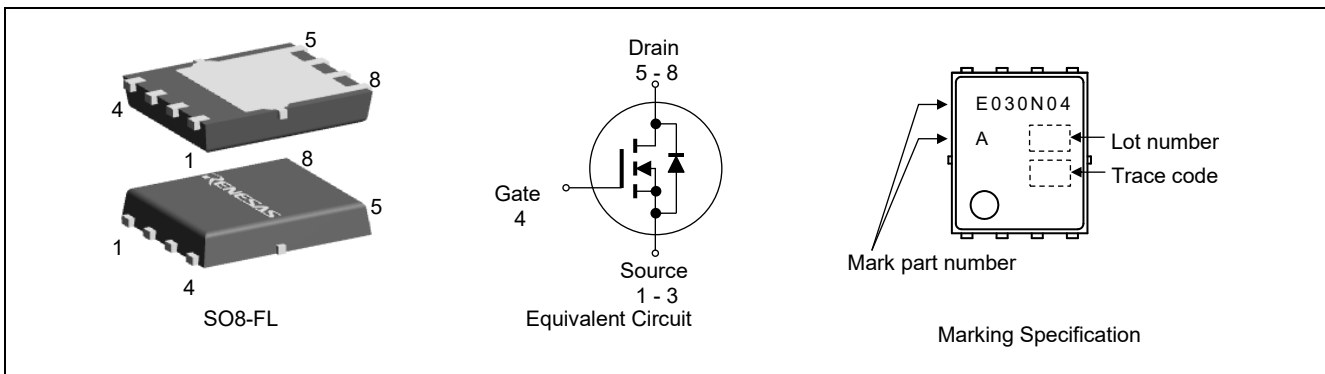 5
8
4
1
RENESAS
8
5
1
4
SO8-FL
Drain
5 - 8
Gate
4
Source
1 - 3
Equivalent Circuit
E030N04
A
Lot number
Trace code
Mark part number
Marking Specification